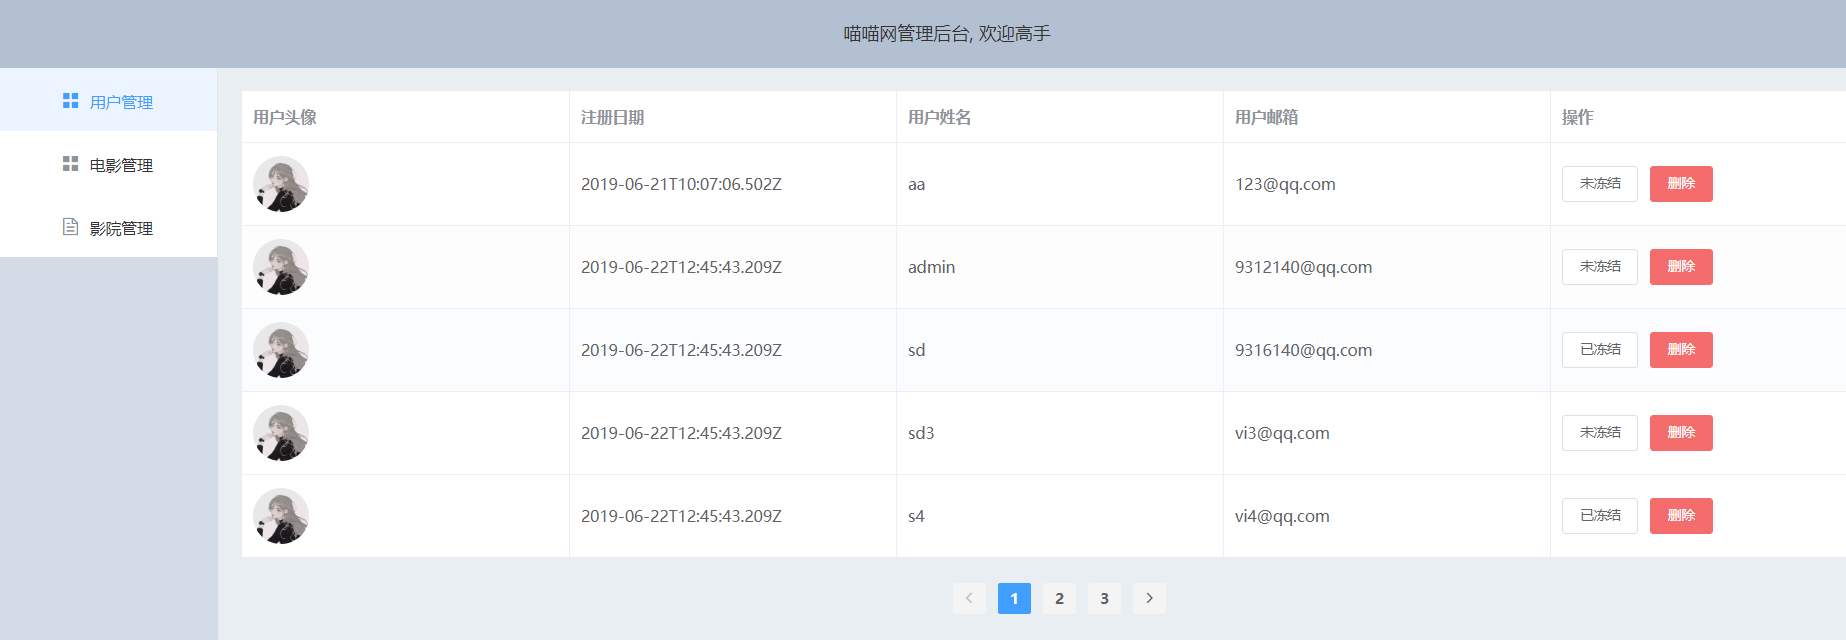 喵喵网管理后台, 欢迎高手
用户管理
电影管理
影院管理
用户头像 注册日期 用户姓名 用户邮箱 操作
2019-06-21T10:07:06.502Z aa 123@qq.com 未冻结 删除
2019-06-22T12:45:43.209Z admin 9312140@qq.com 未冻结 删除
2019-06-22T12:45:43.209Z sd 9316140@qq.com 已冻结 删除
2019-06-22T12:45:43.209Z sd3 vi3@qq.com 未冻结 删除
2019-06-22T12:45:43.209Z s4 vi4@qq.com 已冻结 删除
1 2 3